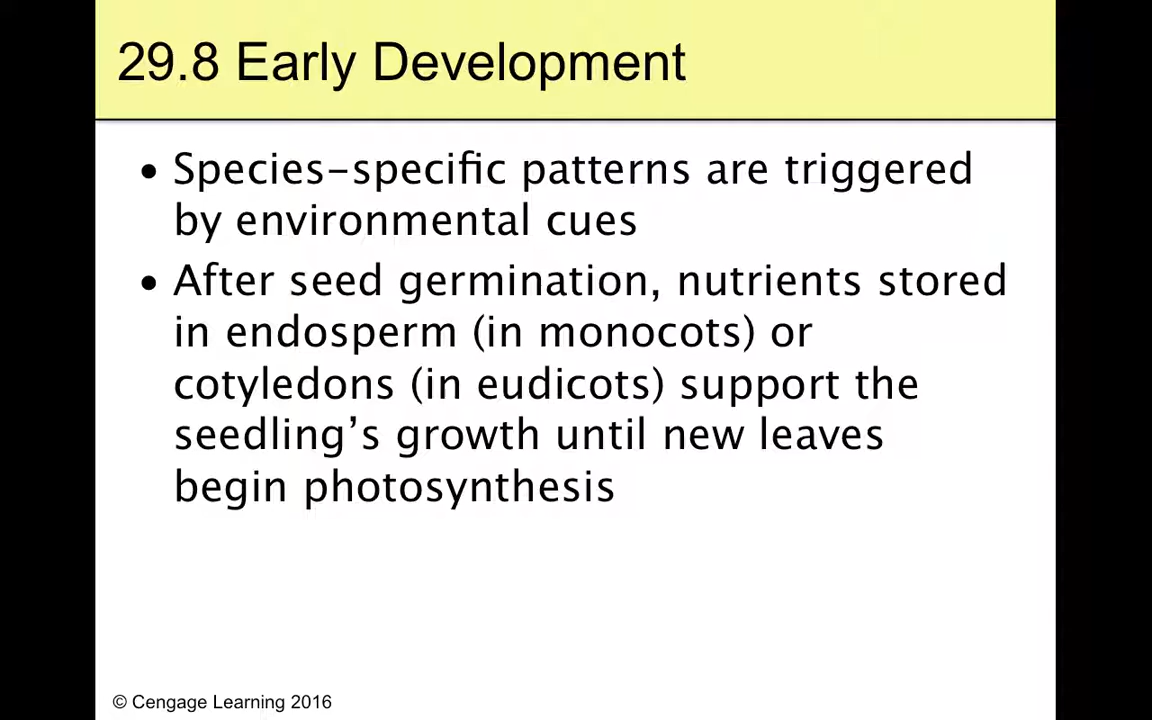 29.8 Early Development
• Species-specific patterns are triggered
by environmental cues
• After seed germination, nutrients stored
in endosperm (in monocots) or
cotyledons (in eudicots) support the
seedling’s growth until new leaves
begin photosynthesis
© Cengage Learning 2016